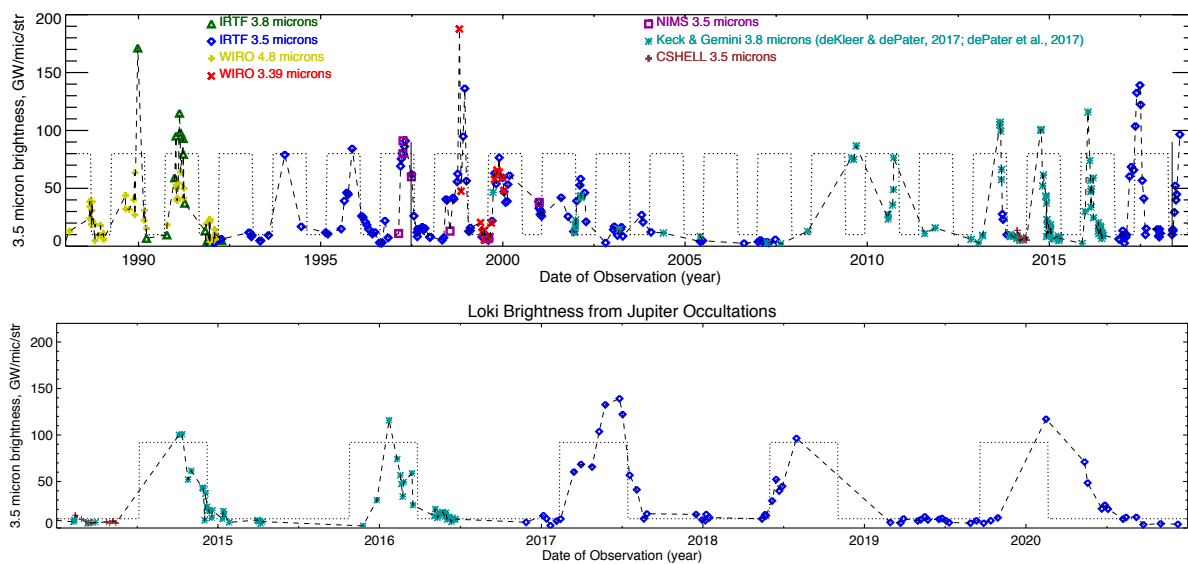 IRTF 3.8 microns
IRTF 3.5 microns
WIRO 4.8 microns
WIRO 3.39 microns
NIMS 3.5 microns
Keck & Gemini 3.8 microns (deKleer & dePater, 2017; dePater et al., 2017)
CSHELL 3.5 microns
3.5 micron brightness, GW/mic/str
200
150
100
50
0
1990 1995 2000 2005 2010 2015
Date of Observation (year)
Loki Brightness from Jupiter Occultations
3.5 micron brightness, GW/mic/str
200
150
100
50
0
2015 2016 2017 2018 2019 2020
Date of Observation (year)